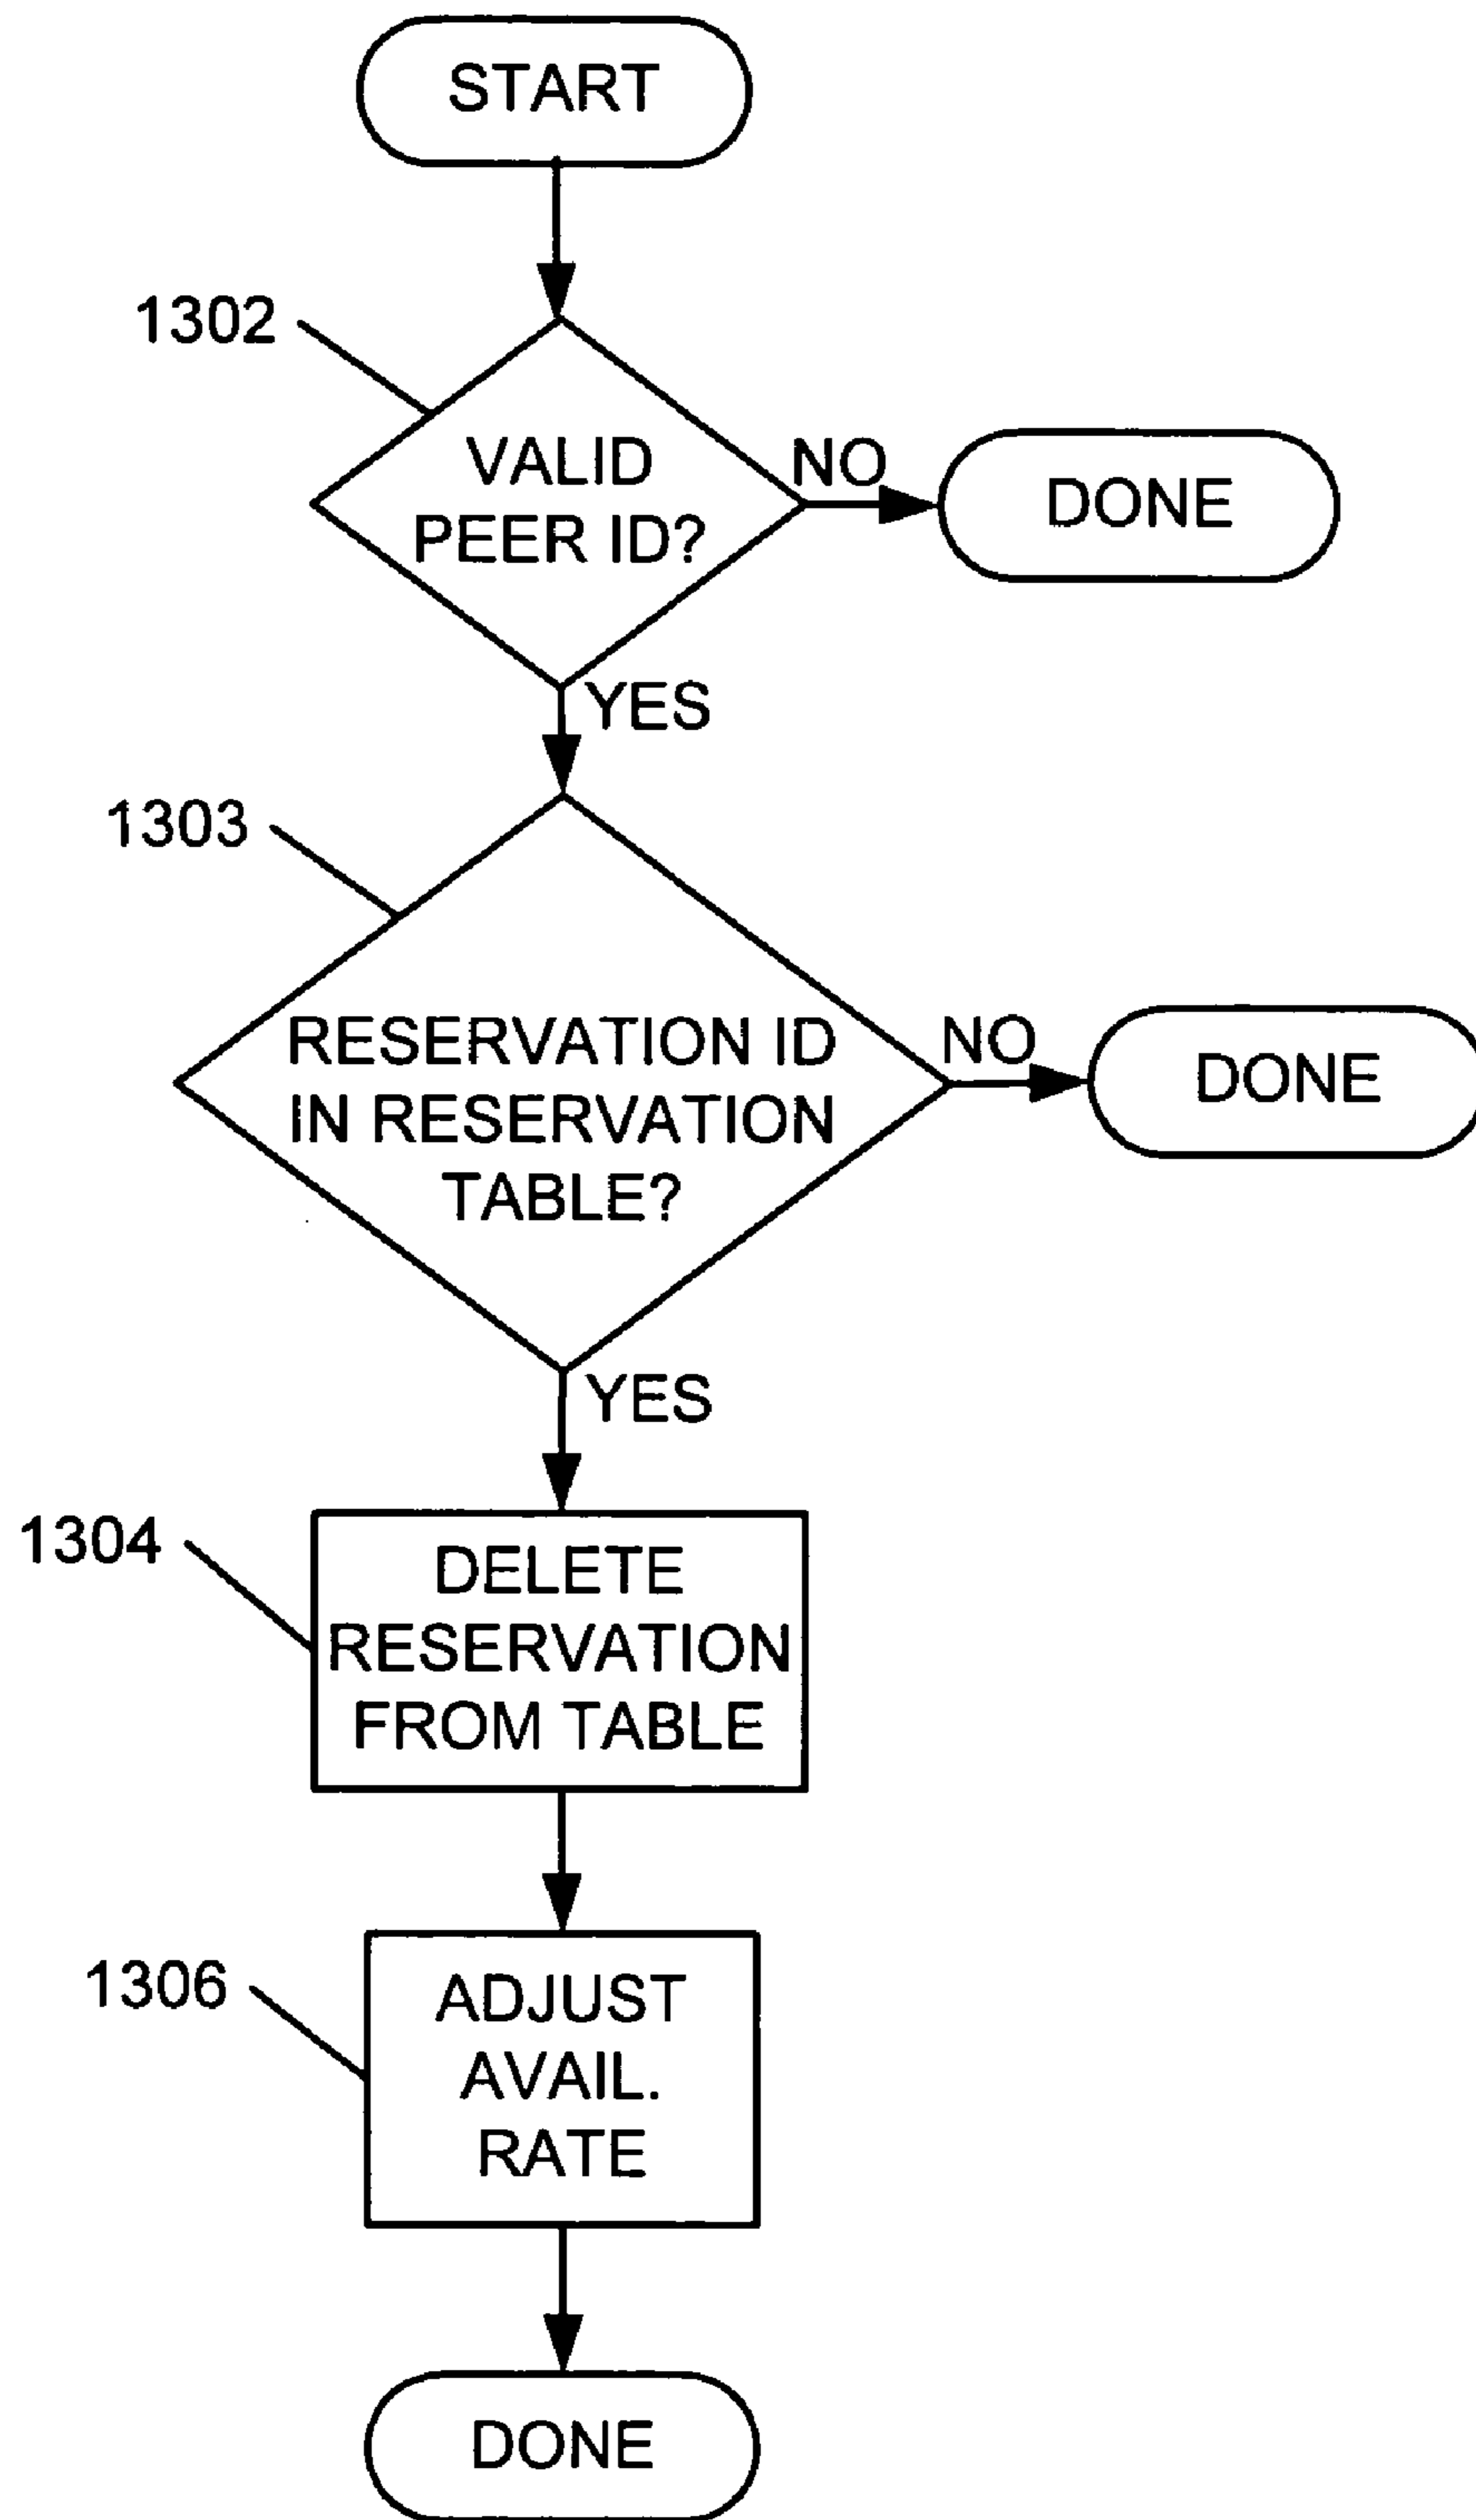 START
1302
VALID
PEER ID?
NO
DONE
YES
1303
RESERVATION ID
IN RESERVATION
TABLE?
NO
DONE
YES
1304
DELETE
RESERVATION
FROM TABLE
1306
ADJUST
AVAIL.
RATE
DONE